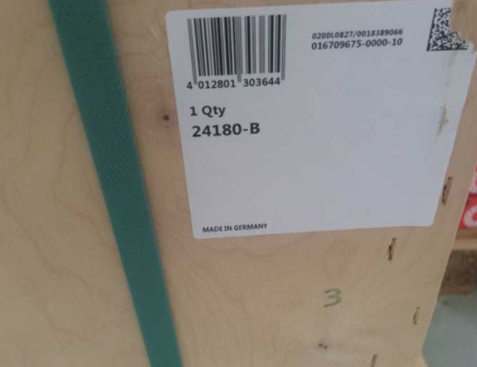 0200L0827/0018389066
016709675-0000-10
4 012801 303644
1 Qty
24180-B
MADE IN GERMANY
3